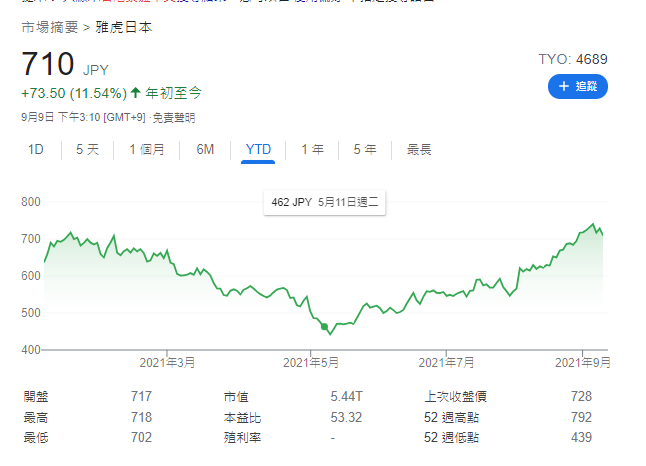 市場摘要 > 雅虎日本
710 JPY
TYO: 4689
+73.50 (11.54%) 年初至今
+ 追蹤
9月9日 下午3:10 [GMT+9] · 免責聲明
1D 5 天 1 個月 6M YTD 1 年 5 年 最長
462 JPY 5月11日週二
800
700
600
500
400
2021年3月 2021年5月 2021年7月 2021年9月
開盤 717 市值 5.44T 上次收盤價 728
最高 718 本益比 53.32 52 週高點 792
最低 702 殖利率 - 52 週低點 439